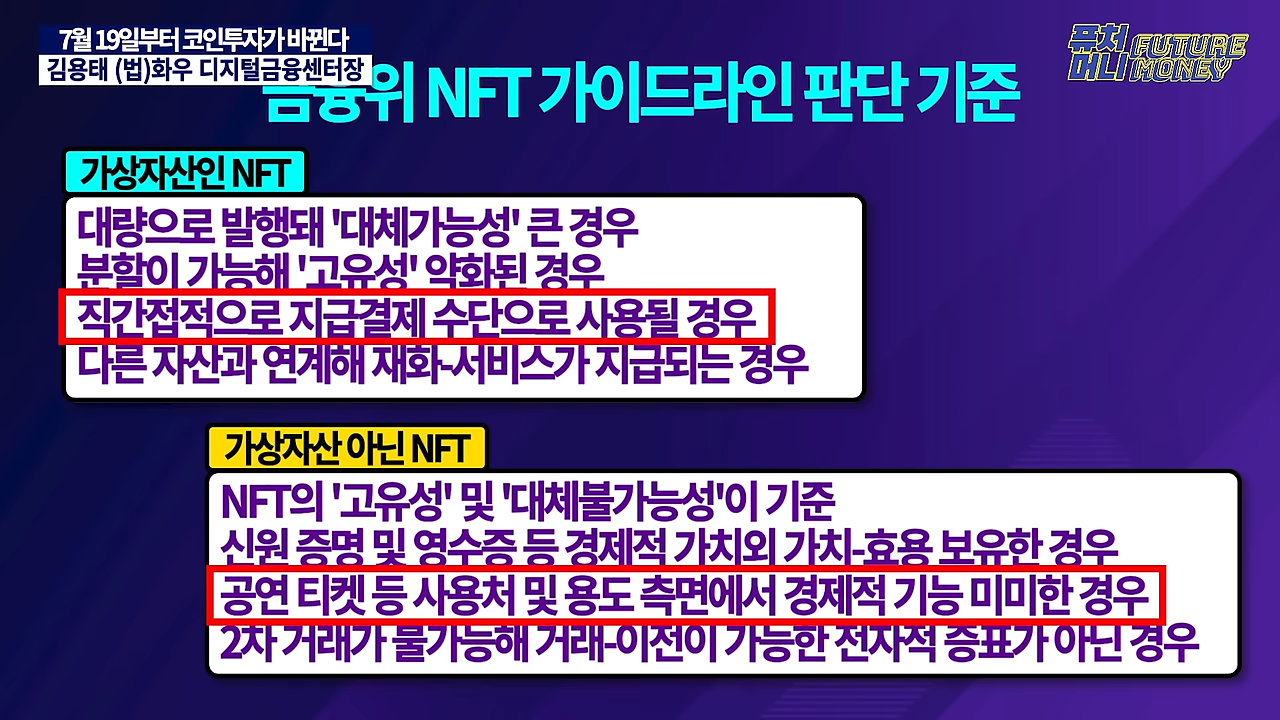 7월 19일부터 코인투자가 바뀐다
김용태 (법)화우 디지털금융센터장
퓨처머니 FUTURE MONEY
금융위 NFT 가이드라인 판단 기준
가상자산인 NFT
대량으로 발행돼 '대체가능성' 큰 경우
분할이 가능해 '고유성' 약화된 경우
직간접적으로 지급결제 수단으로 사용될 경우
다른 자산과 연계해 재화-서비스가 지급되는 경우
가상자산 아닌 NFT
NFT의 '고유성' 및 '대체불가능성'이 기준
신원 증명 및 영수증 등 경제적 가치외 가차-효용 보유한 경우
공연 티켓 등 사용처 및 용도 측면에서 경제적 기능 미미한 경우
2차 거래가 불가능해 거래-이전이 가능한 전자적 증표가 아닌 경우